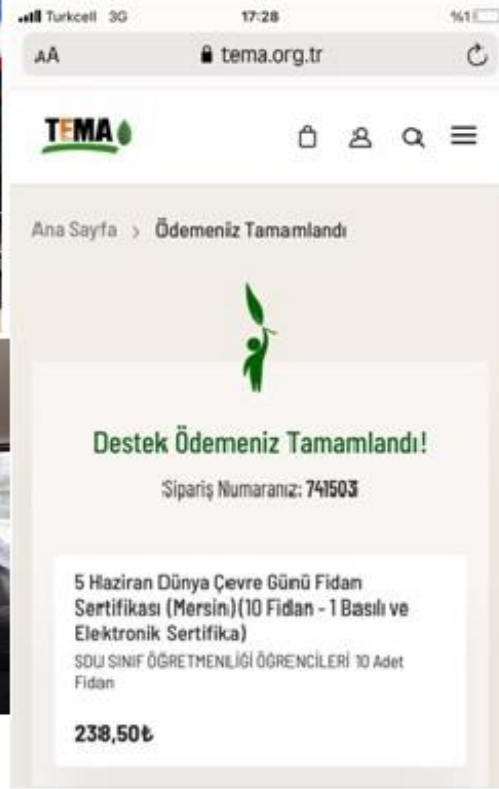 Turkcell 3G 17:28 %1
AA tema.org.tr
TEMA
Ana Sayfa > Ödemeniz Tamamlandı
Destek Ödemeniz Tamamlandı!
Sipariş Numaranız: 741503
5 Haziran Dünya Çevre Günü Fidan
Sertifikası (Mersin)(10 Fidan - 1 Basılı ve
Elektronik Sertifika)
SDU SINIF ÖĞRETMENLİĞİ ÖĞRENCİLERİ 10 Adet
Fidan
238,50₺